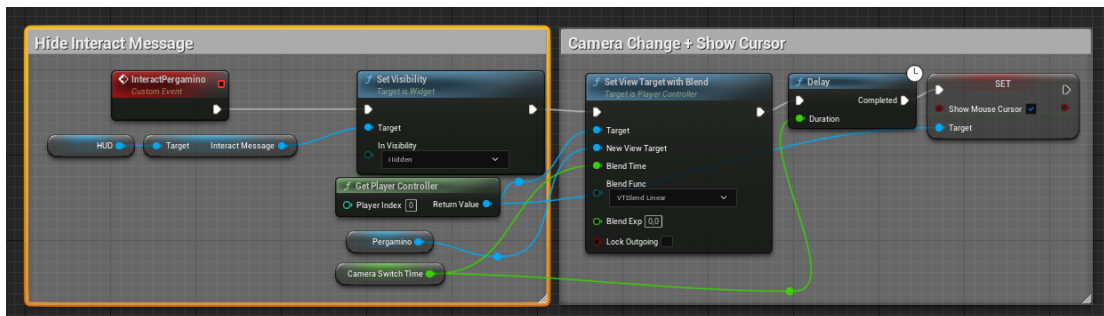 Hide Interact Message
InteractPergamino
Custom Event
HUD
Target Interact Message
Set Visibility
Target is Widget
Target
In Visibility
Hidden
Get Player Controller
Player Index 0 Return Value
Pergamino
Camera Switch TIme
Camera Change + Show Cursor
Set View Target with Blend
Target is Player Controller
Target
New View Target
Blend Time
Blend Func
VTBlend Linear
Blend Exp 0,0
Lock Outgoing
Delay
Completed
Duration
SET
Show Mouse Cursor
Target